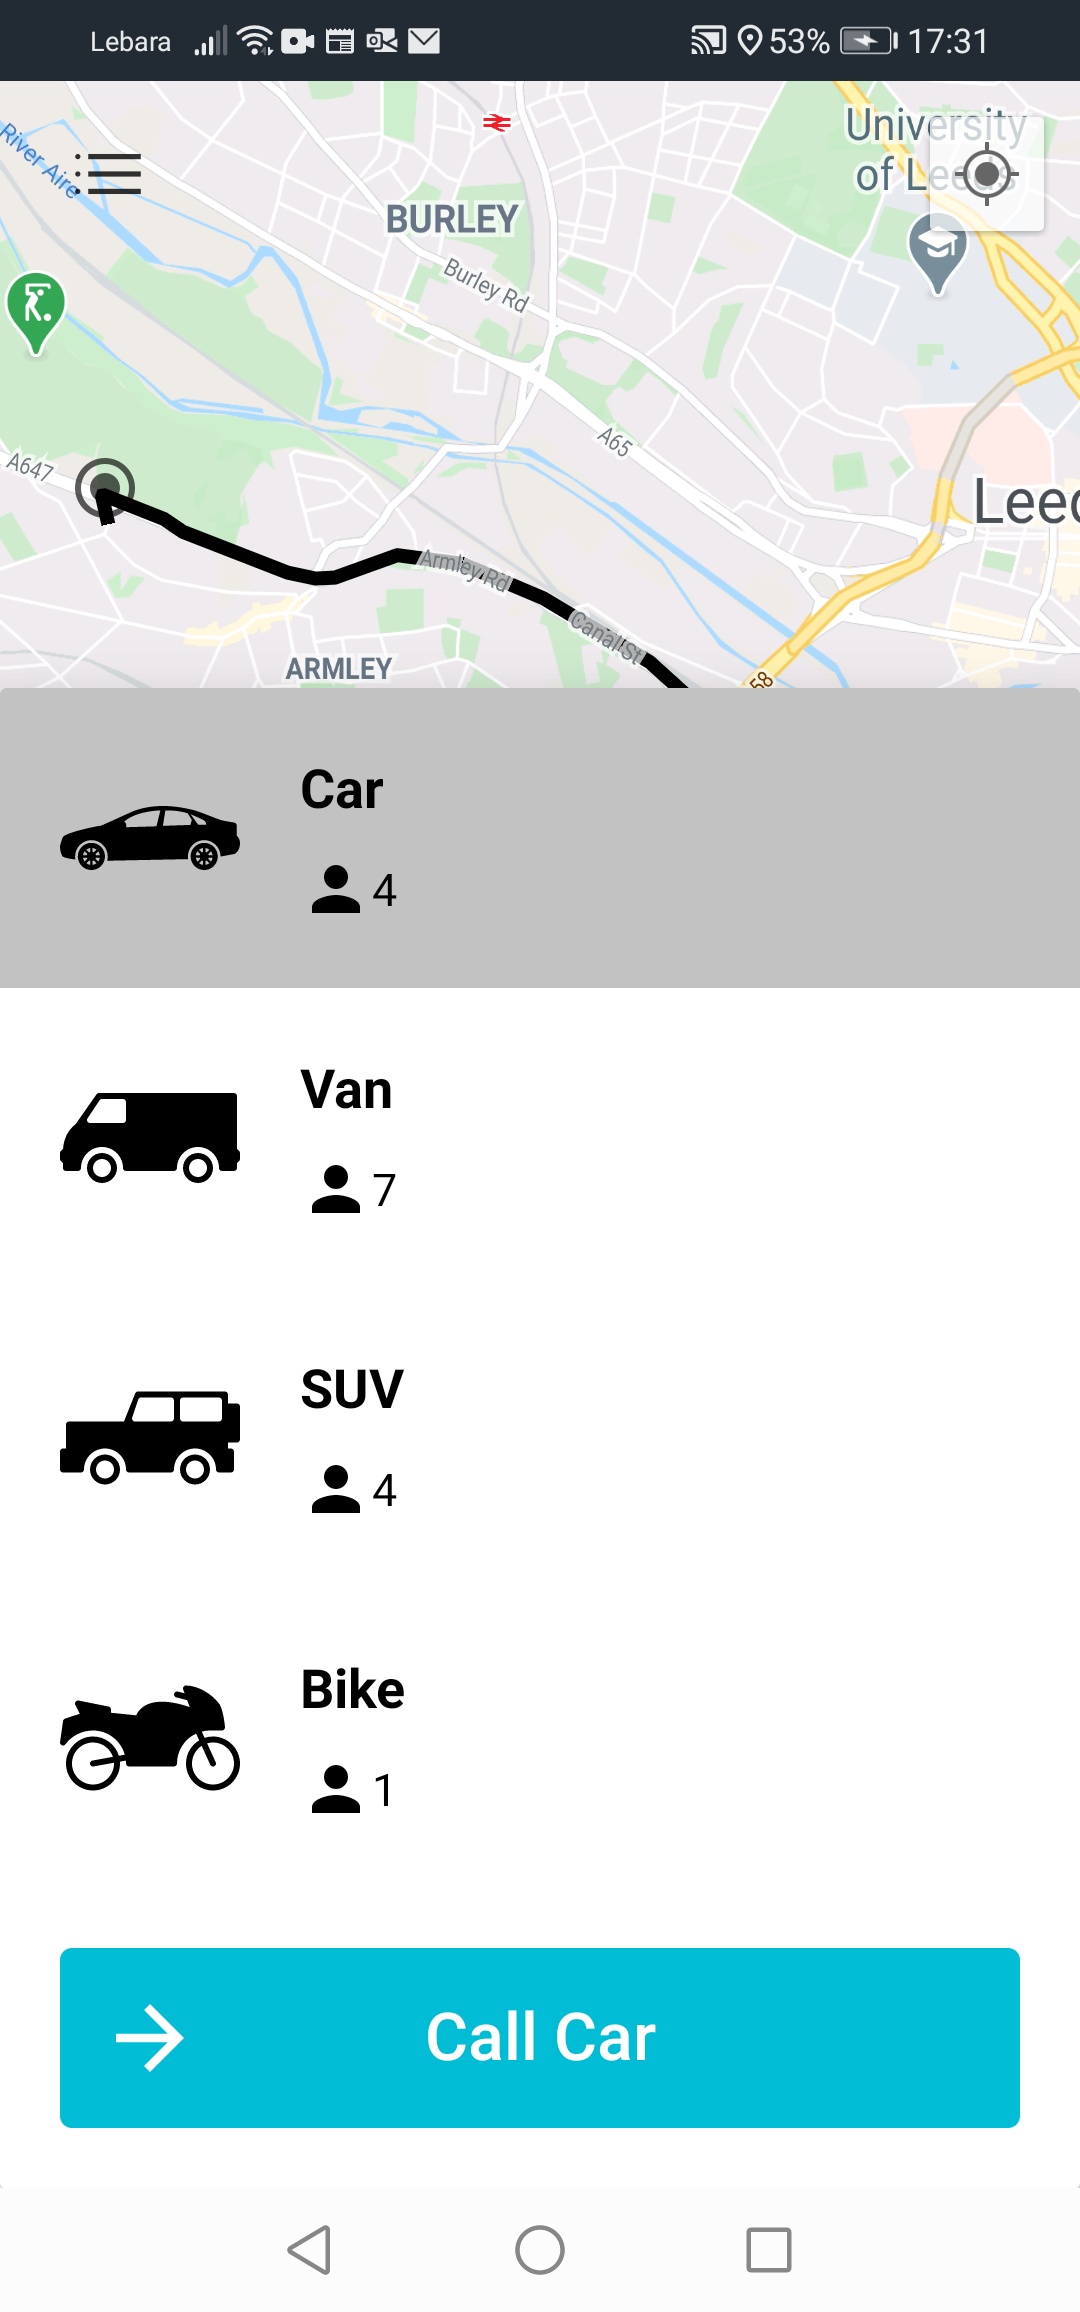 Lebara 53% 17:31
University
of Leeds
River Aire
BURLEY
Burley Rd
A65
A647
Leed
Armley Rd
Canal St
ARMLEY
58
Car
4
Van
7
SUV
4
Bike
1
Call Car